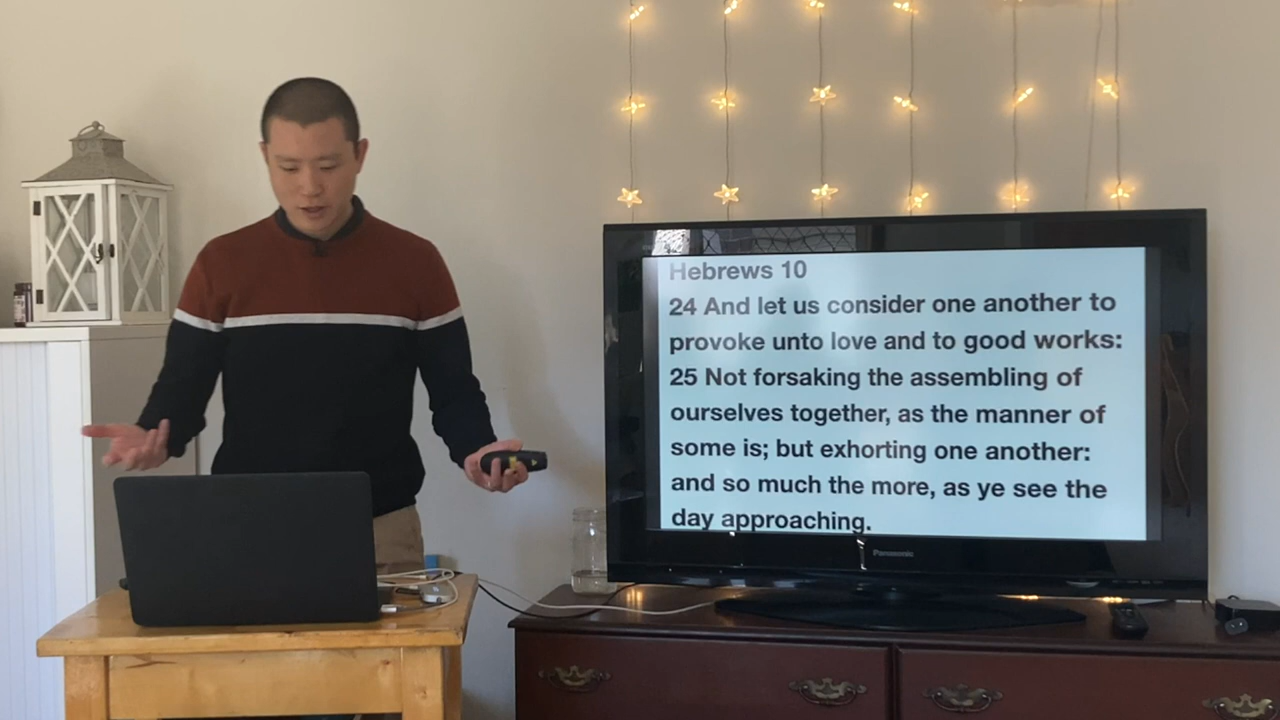 Hebrews 10
24 And let us consider one another to
provoke unto love and to good works:
25 Not forsaking the assembling of
ourselves together, as the manner of
some is; but exhorting one another:
and so much the more, as ye see the
day approaching.
Panasonic